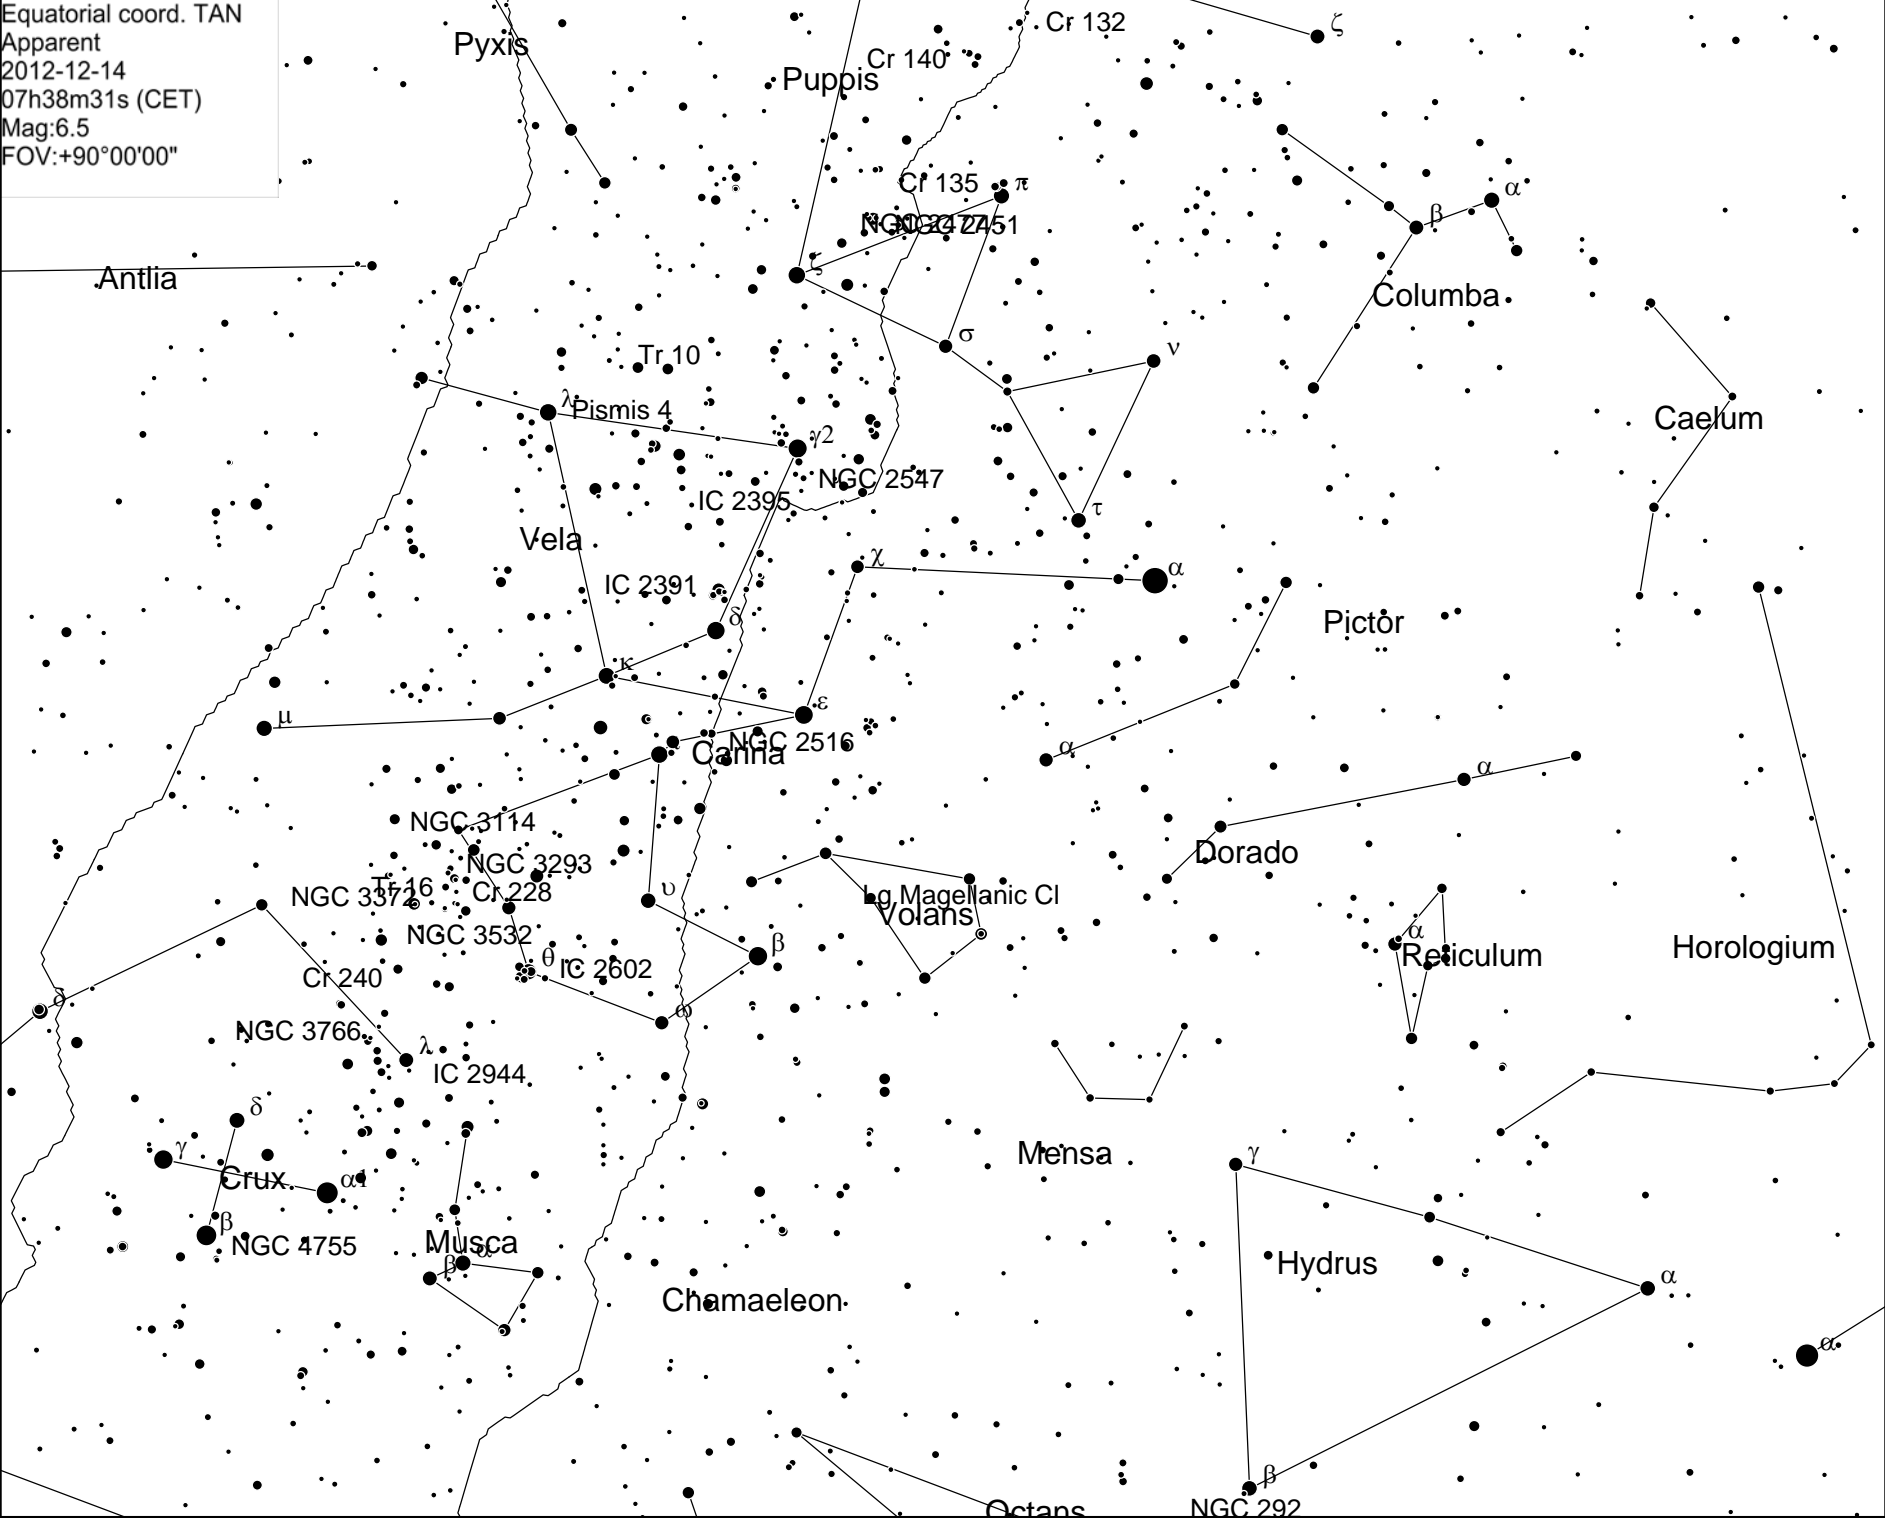 Equatorial coord. TAN
Apparent
2012-12-14
07h38m31s (CET)
Mag:6.5
FOV:+90°00'00"
Pyxis
Puppis
Cr 140
Cr 132
ζ
Cr 135
π
NGC 2477
NGC 2451
α
β
ζ
Antlia
Columba
σ
ν
Tr 10
λ
Pismis 4
γ2
Caelum
NGC 2547
IC 2395
τ
Vela
χ
α
IC 2391
δ
Pictor
κ
ε
μ
NGC 2516
Carina
α
α
NGC 3114
NGC 3293
Dorado
Tr 16
Cr 228
NGC 3372
υ
Lg Magellanic Cl
Volans
NGC 3532
α
Reticulum
Horologium
β
θ
IC 2602
Cr 240
δ
ω
NGC 3766
λ
IC 2944
δ
γ
Crux
α1
Mensa
γ
β
NGC 4755
Musca
α
β
Hydrus
α
Chamaeleon
α
β
NGC 292
Octans